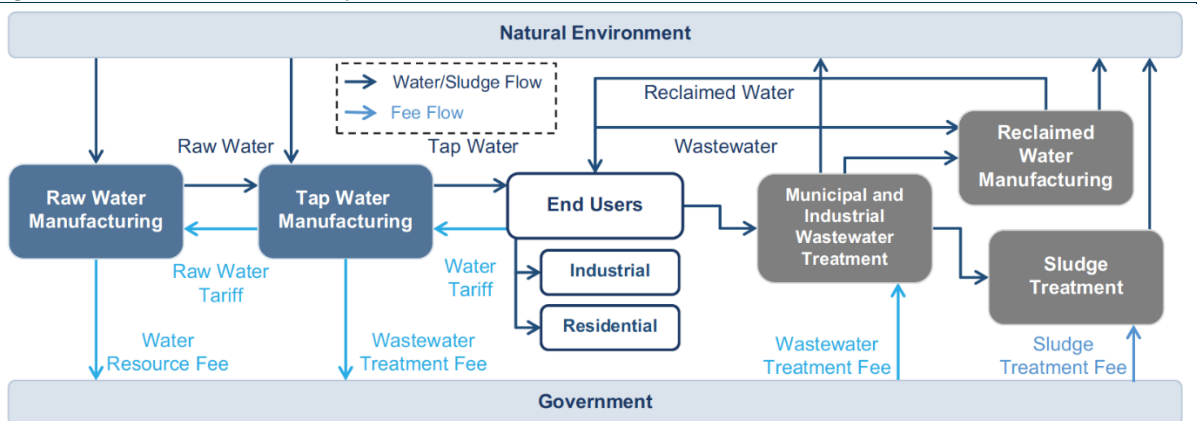 Natural Environment
Water/Sludge Flow
Fee Flow
Reclaimed Water
Raw Water
Tap Water
Wastewater
Reclaimed
Water
Manufacturing
Raw Water
Manufacturing
Tap Water
Manufacturing
End Users
Municipal and
Industrial
Wastewater
Treatment
Raw Water
Tariff
Water
Tariff
Industrial
Residential
Sludge
Treatment
Water
Resource Fee
Wastewater
Treatment Fee
Wastewater
Treatment Fee
Sludge
Treatment Fee
Government